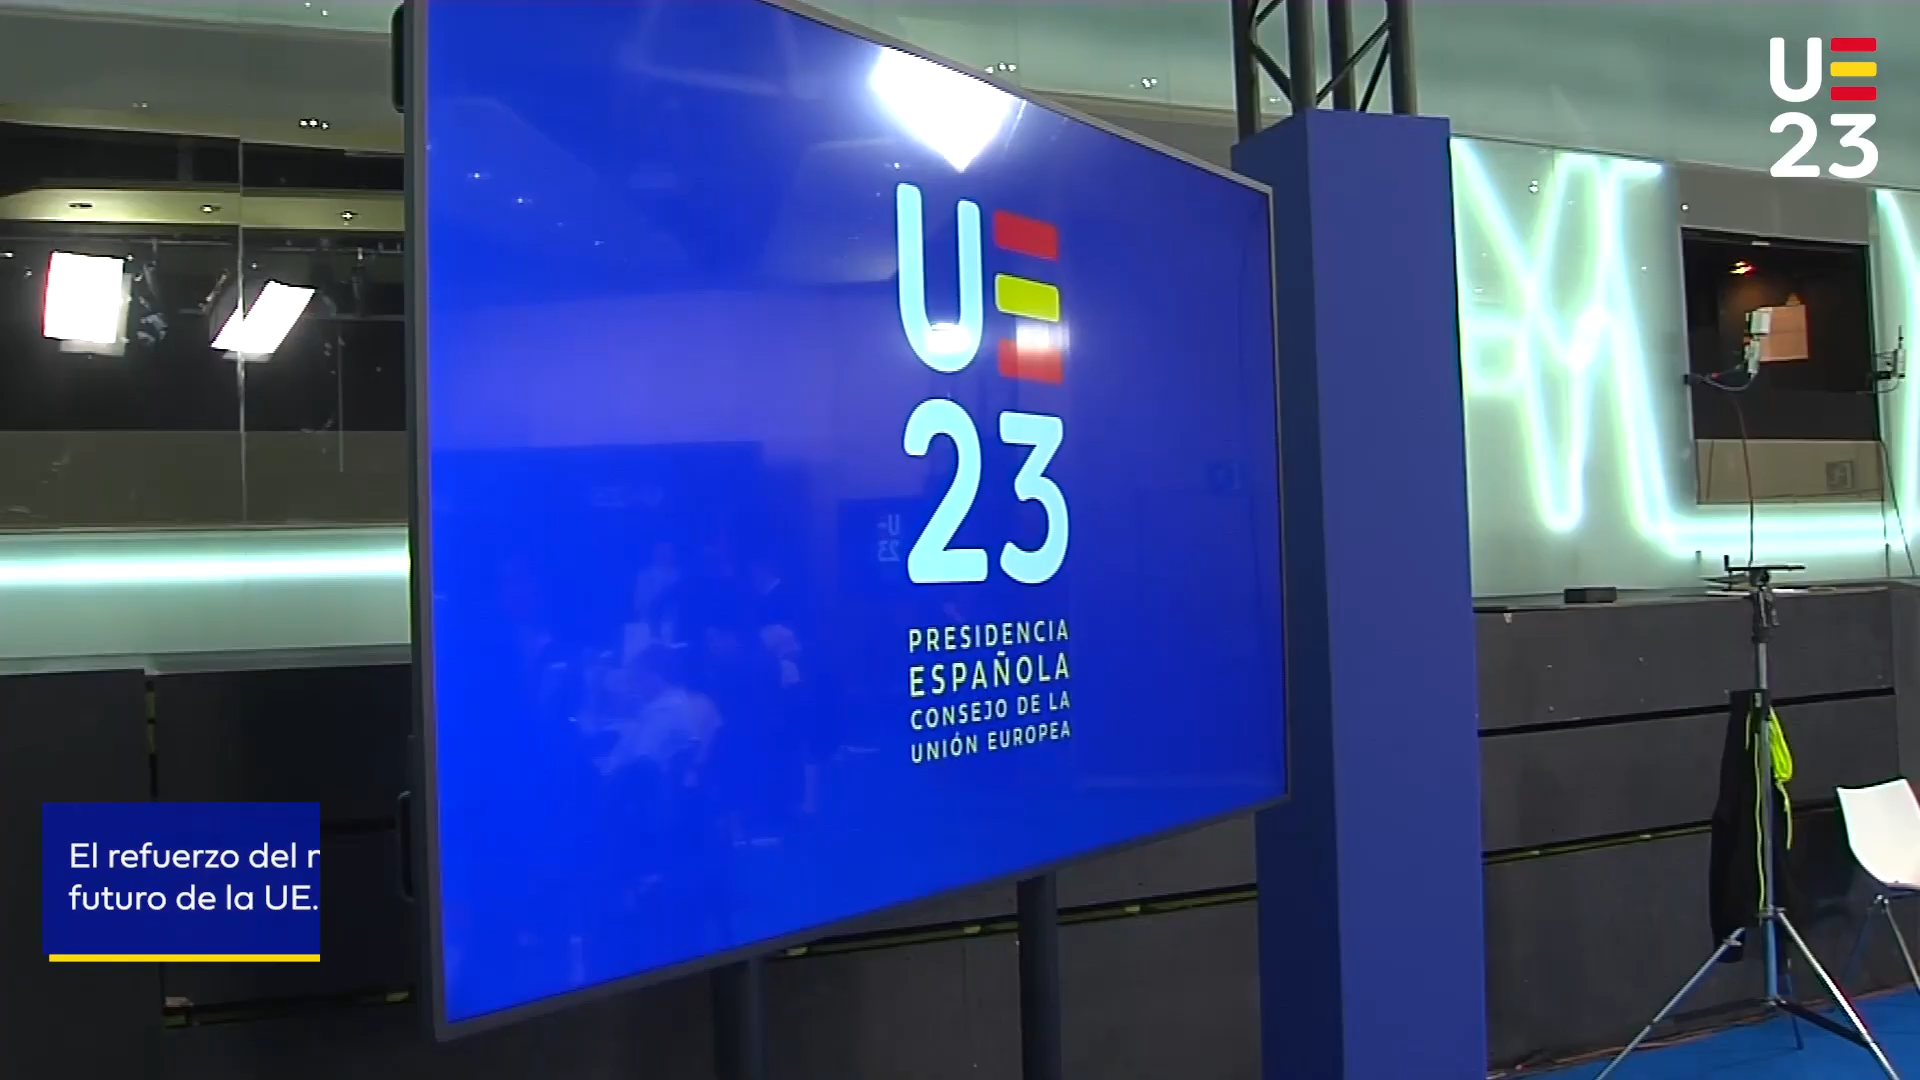 UE
23
UE
23
PRESIDENCIA
ESPAÑOLA
CONSEJO DE LA
UNIÓN EUROPEA
El refuerzo del
futuro de la UE.